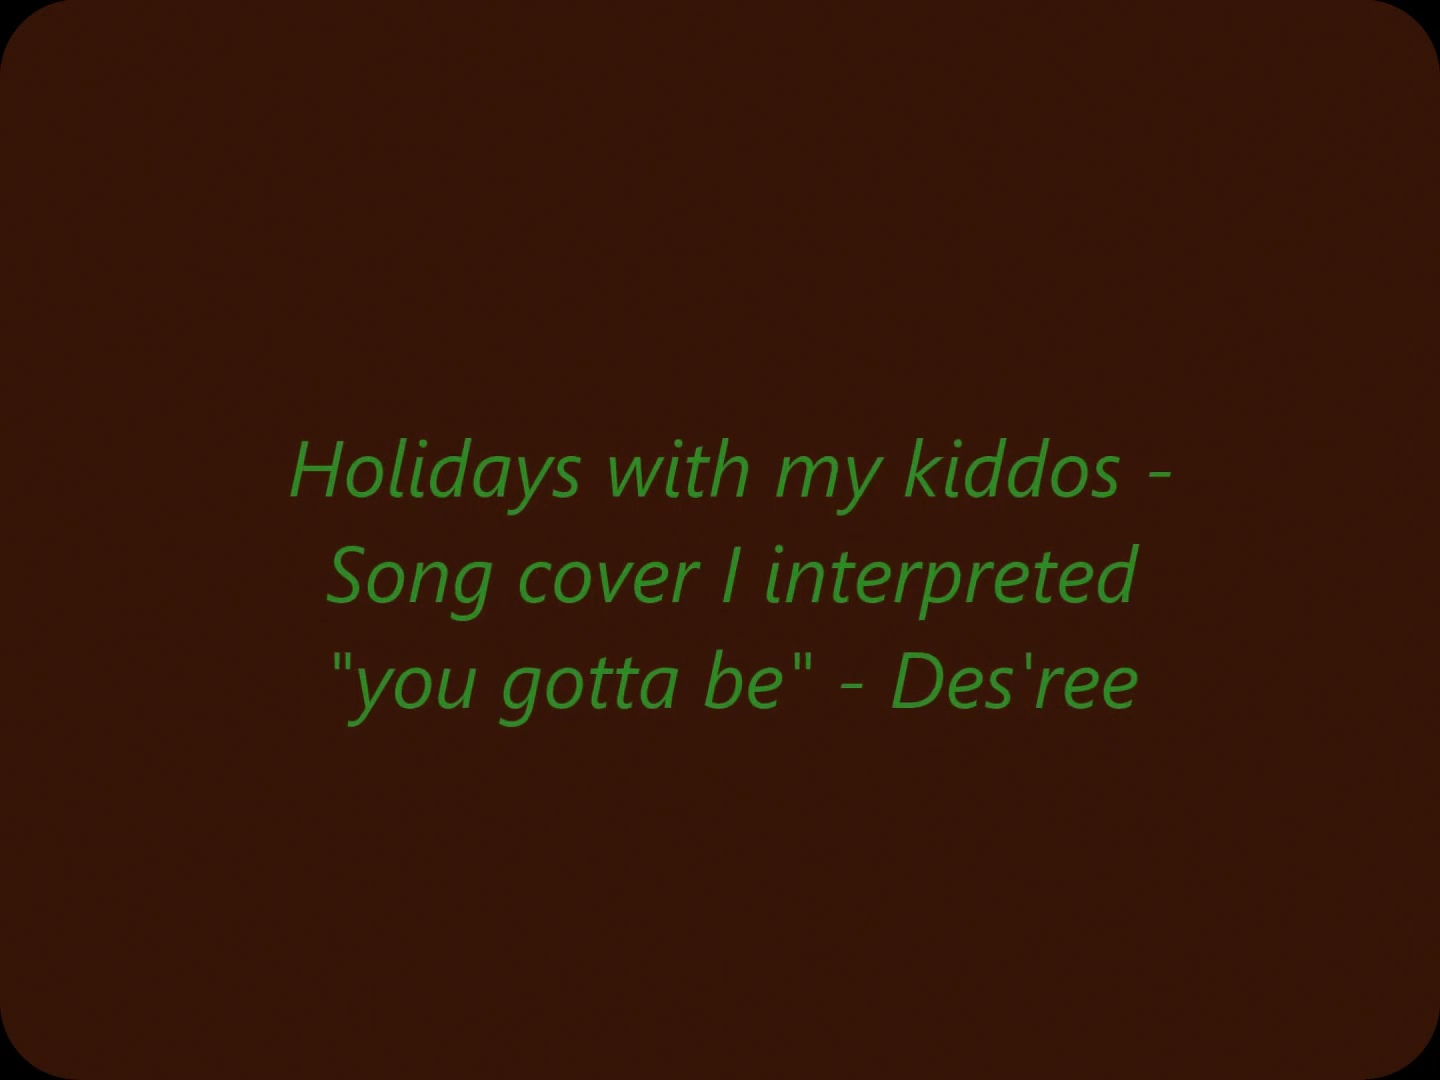 Holidays with my kiddos -
Song cover I interpreted
"you gotta be" - Des'ree